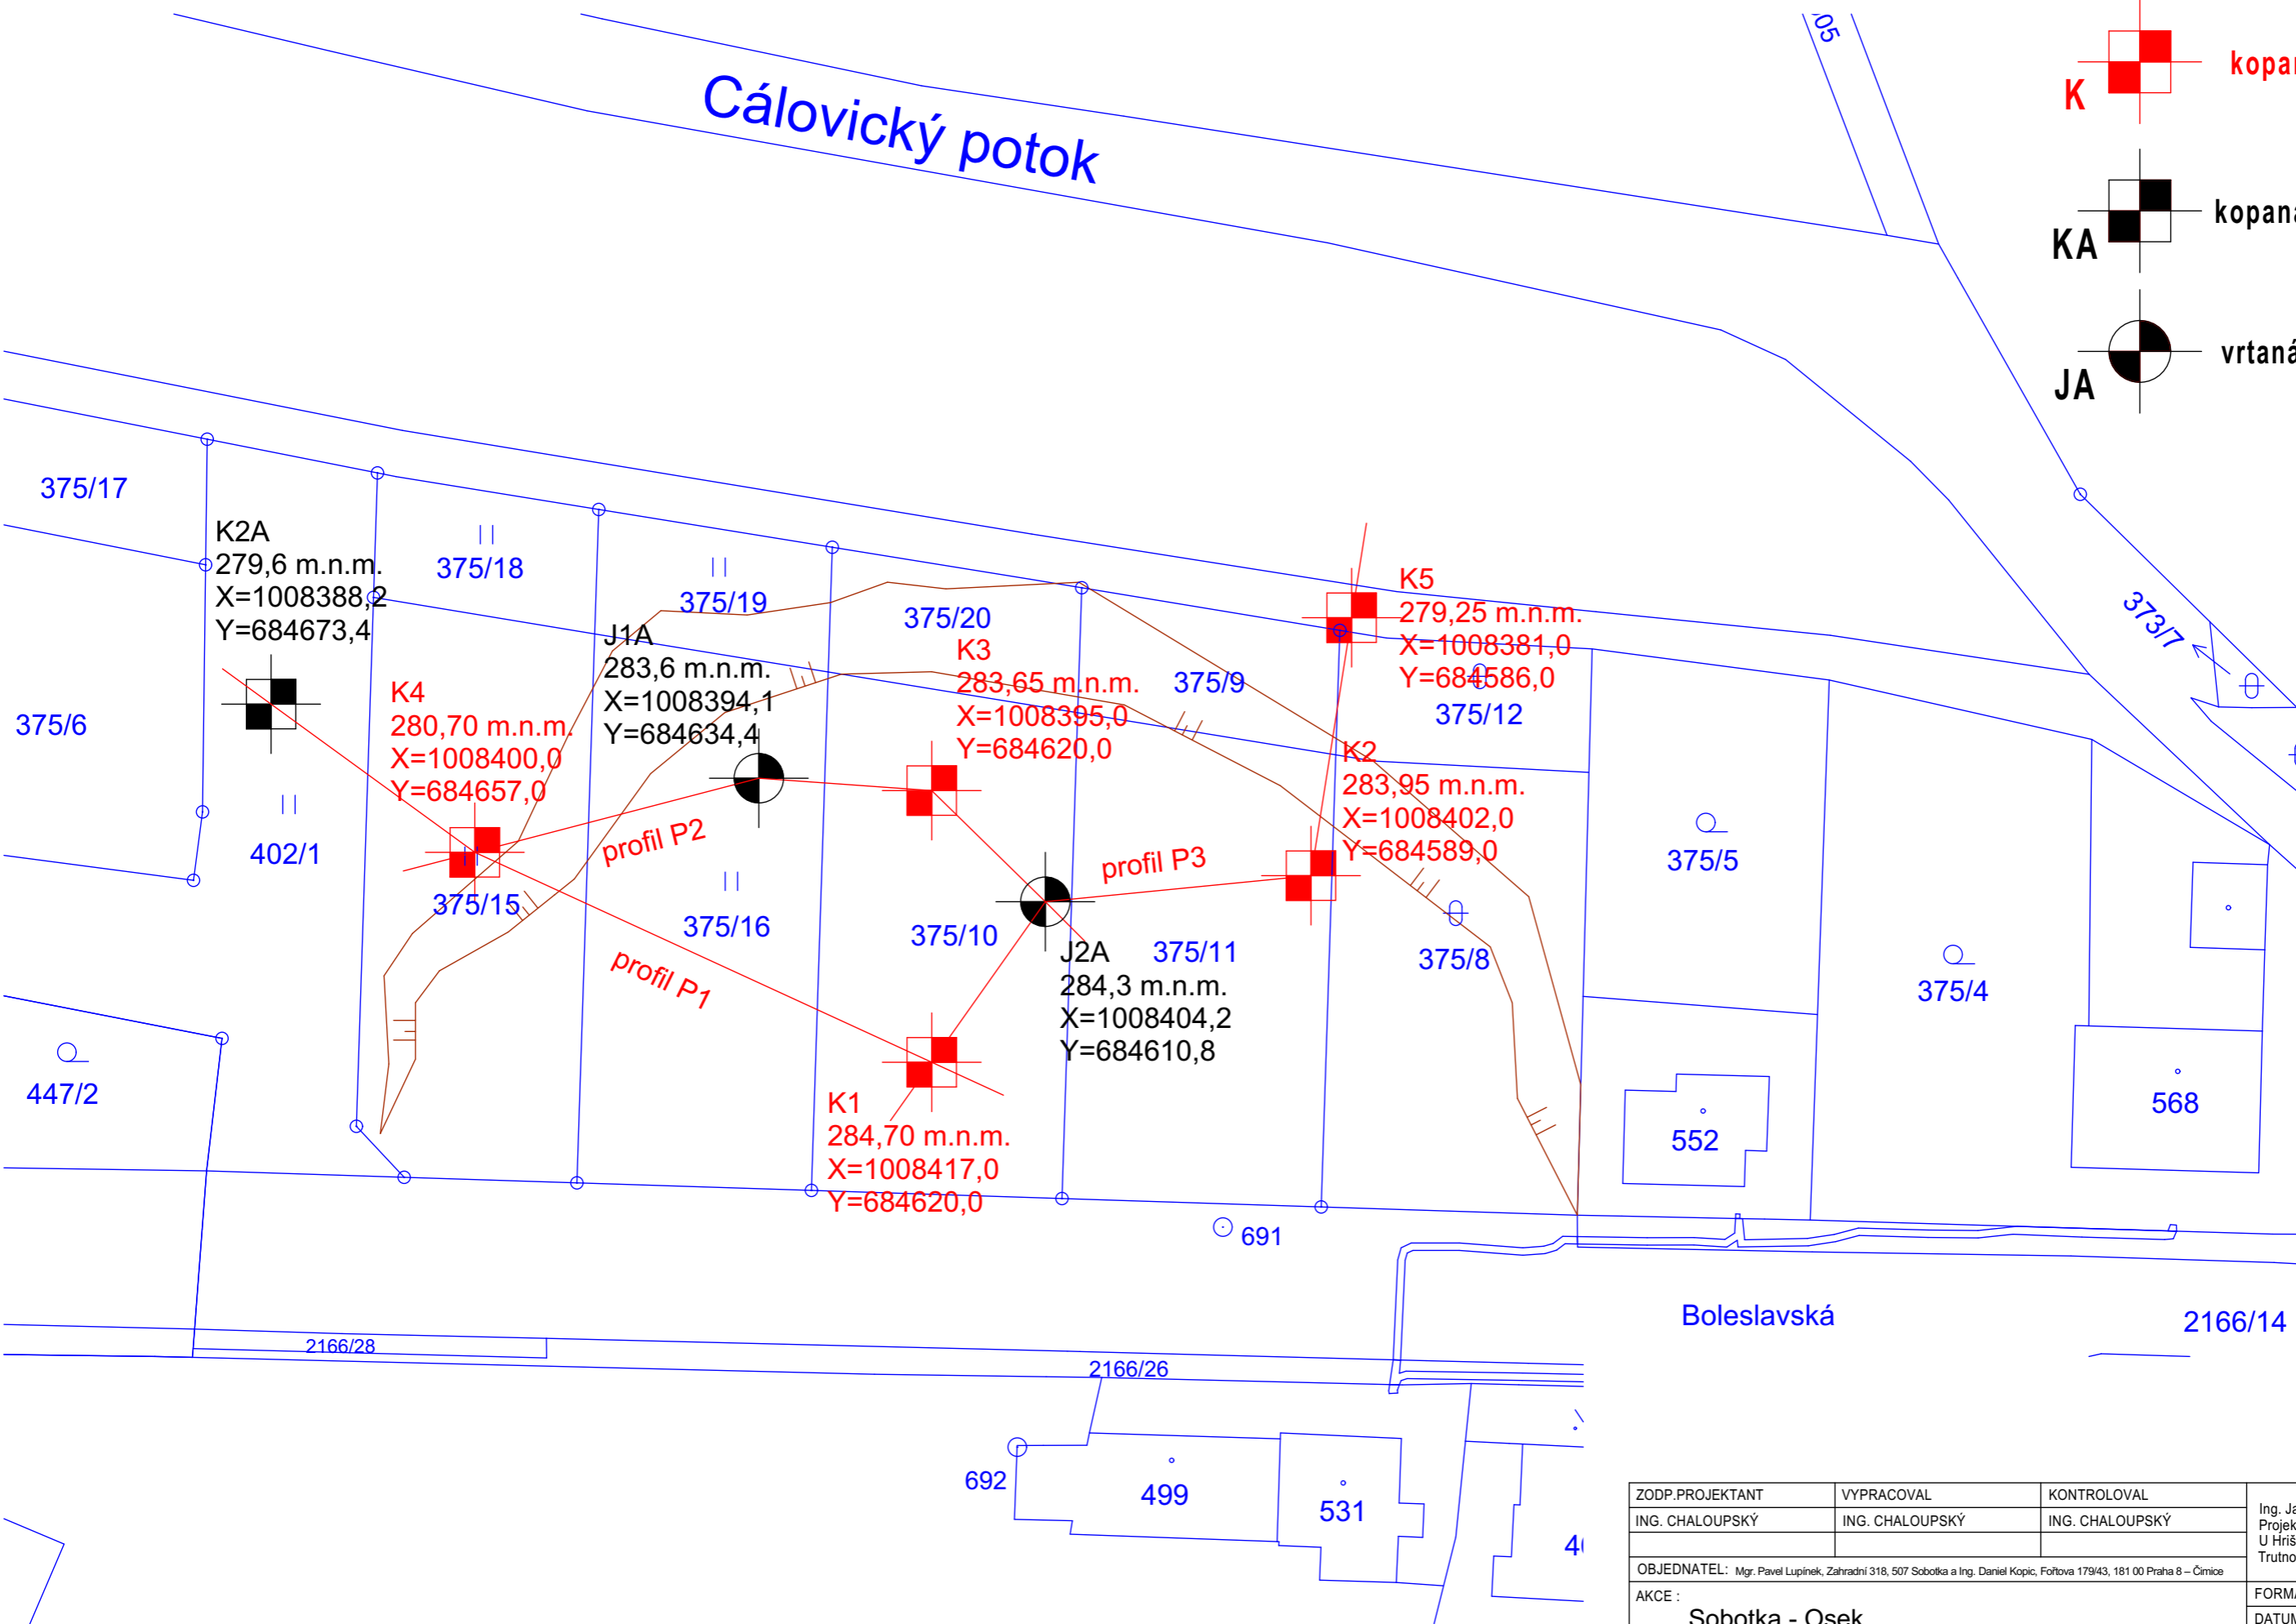 Cálovický potok
K
KA
JA
375/17
K2A
279,6 m.n.m.
X=1008388,2
Y=684673,4
375/18
375/19
375/20
J1A
283,6 m.n.m.
X=1008394,1
Y=684634,4
K3
283,65 m.n.m.
X=1008395,0
Y=684620,0
K5
279,25 m.n.m.
X=1008381,0
Y=684586,0
373/7
375/9
375/12
375/6
K4
280,70 m.n.m.
X=1008400,0
Y=684657,0
K2
283,95 m.n.m.
X=1008402,0
Y=684589,0
402/1
profil P2
profil P3
375/5
375/15
375/16
375/10
375/11
375/8
375/4
profil P1
J2A
284,3 m.n.m.
X=1008404,2
Y=684610,8
447/2
K1
284,70 m.n.m.
X=1008417,0
Y=684620,0
552
568
691
Boleslavská
2166/14
2166/28
2166/26
692
499
531
ZODP.PROJEKTANT VYPRACOVAL KONTROLOVAL
ING. CHALOUPSKÝ ING. CHALOUPSKÝ ING. CHALOUPSKÝ
Ing.
OBJEDNATEL: Mgr. Pavel Lupínek, Zahradní 318, 507 Sobotka a Ing. Daniel Kopic, Fořtova 179/43, 181 00 Praha 8 – Čimice
AKCE :
Sobotka - Osek